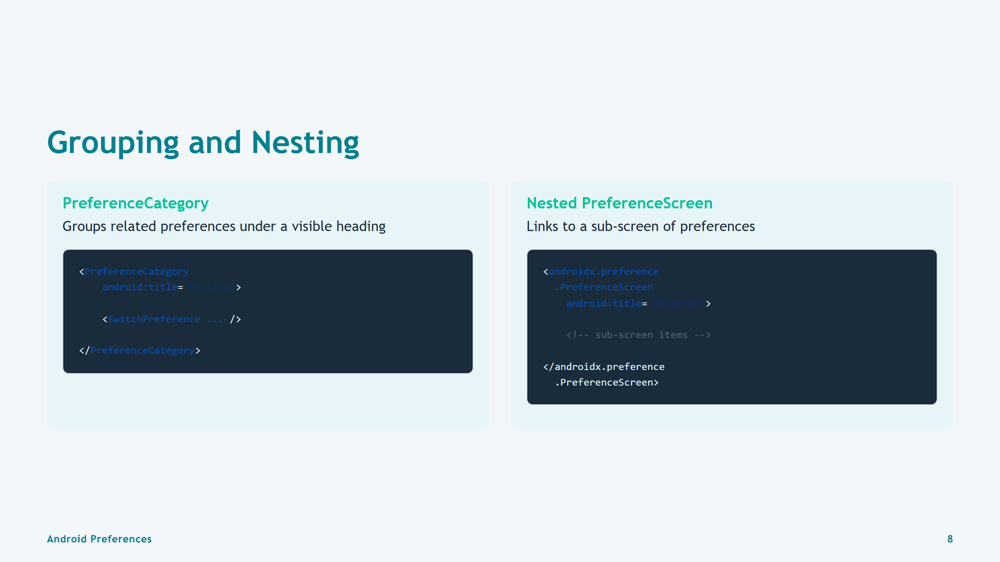 Grouping and Nesting
PreferenceCategory
Groups related preferences under a visible heading
<PreferenceCategory
    android:title="Billing">
    <SwitchPreference ... />
</PreferenceCategory>
Nested PreferenceScreen
Links to a sub-screen of preferences
<androidx.preference
  .PreferenceScreen
    android:title="Advanced">
    <!-- sub-screen items -->
</androidx.preference
  .PreferenceScreen>
Android Preferences
8